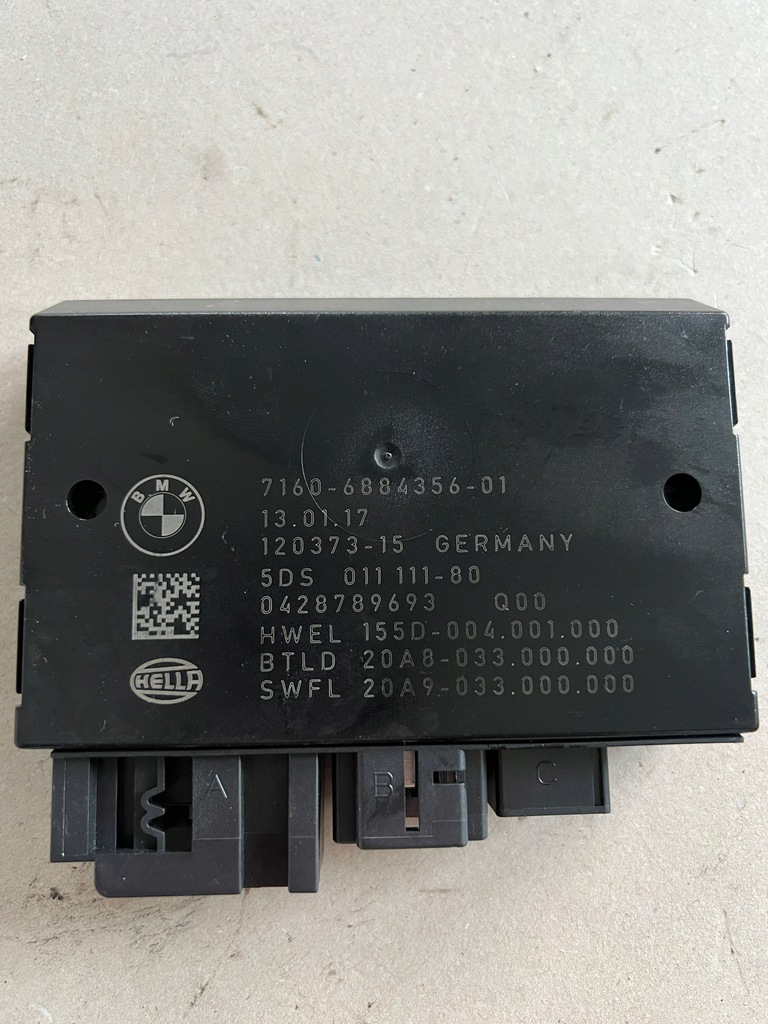 BMW
7160-6884356-01
13.01.17
120373-15 GERMANY
5DS 011 111-80
0428789693 Q00
HWEL 155D-004.001.000
BTLD 20A8-033.000.000
HELLA
SWFL 20A9-033.000.000
A
B
C